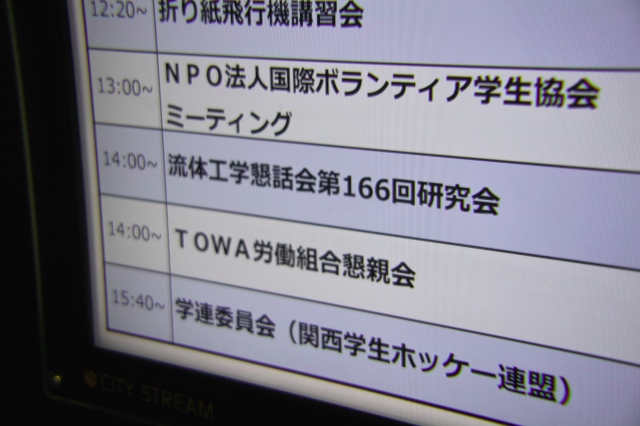 12:20~ 折り紙飛行機講習会
13:00~ ＮＰＯ法人国際ボランティア学生協会
ミーティング
14:00~ 流体工学懇話会第166回研究会
14:00~ ＴＯＷＡ労働組合懇親会
15:40~ 学連委員会（関西学生ホッケー連盟）
CITY STREAM